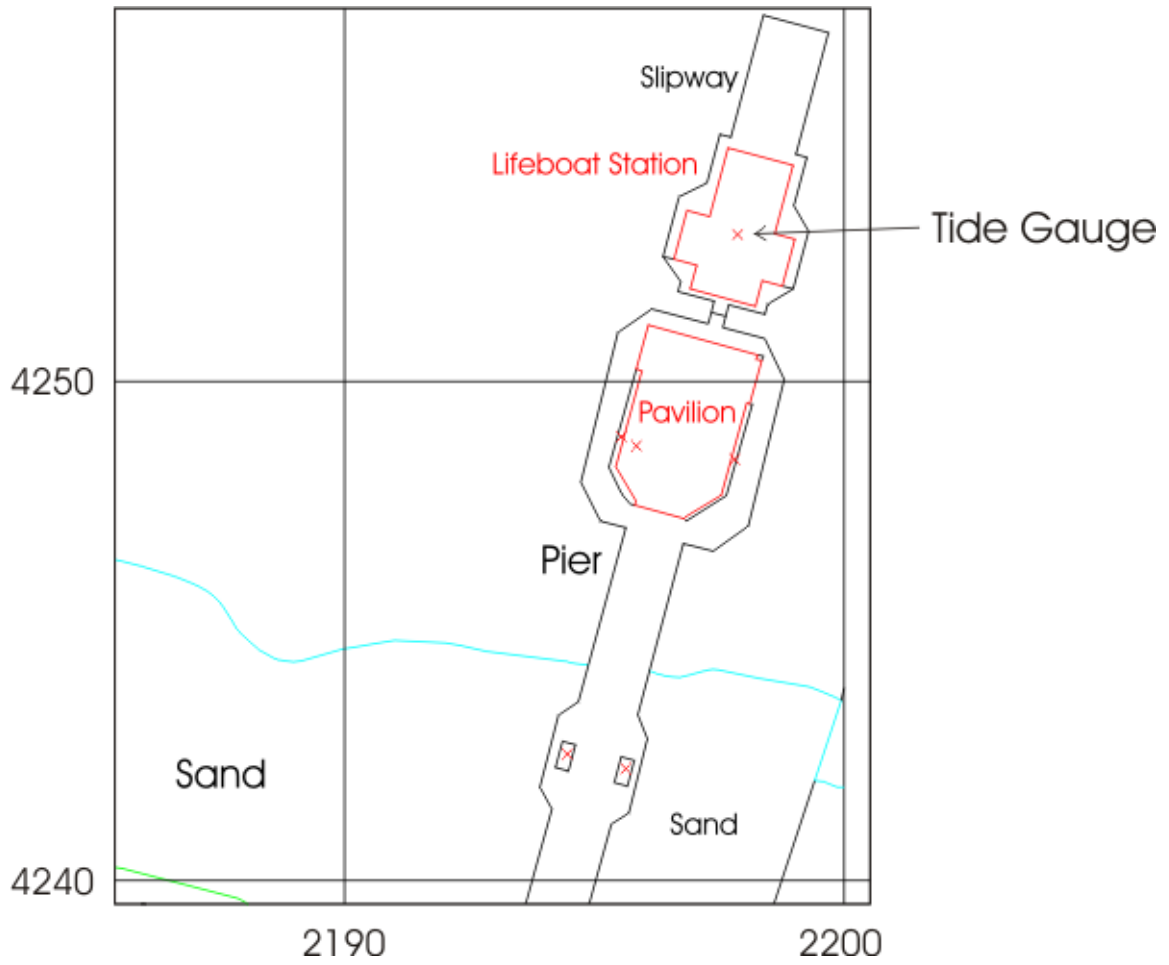 Slipway
Lifeboat Station
Tide Gauge
4250
Pavilion
Pier
Sand
Sand
4240
2190
2200